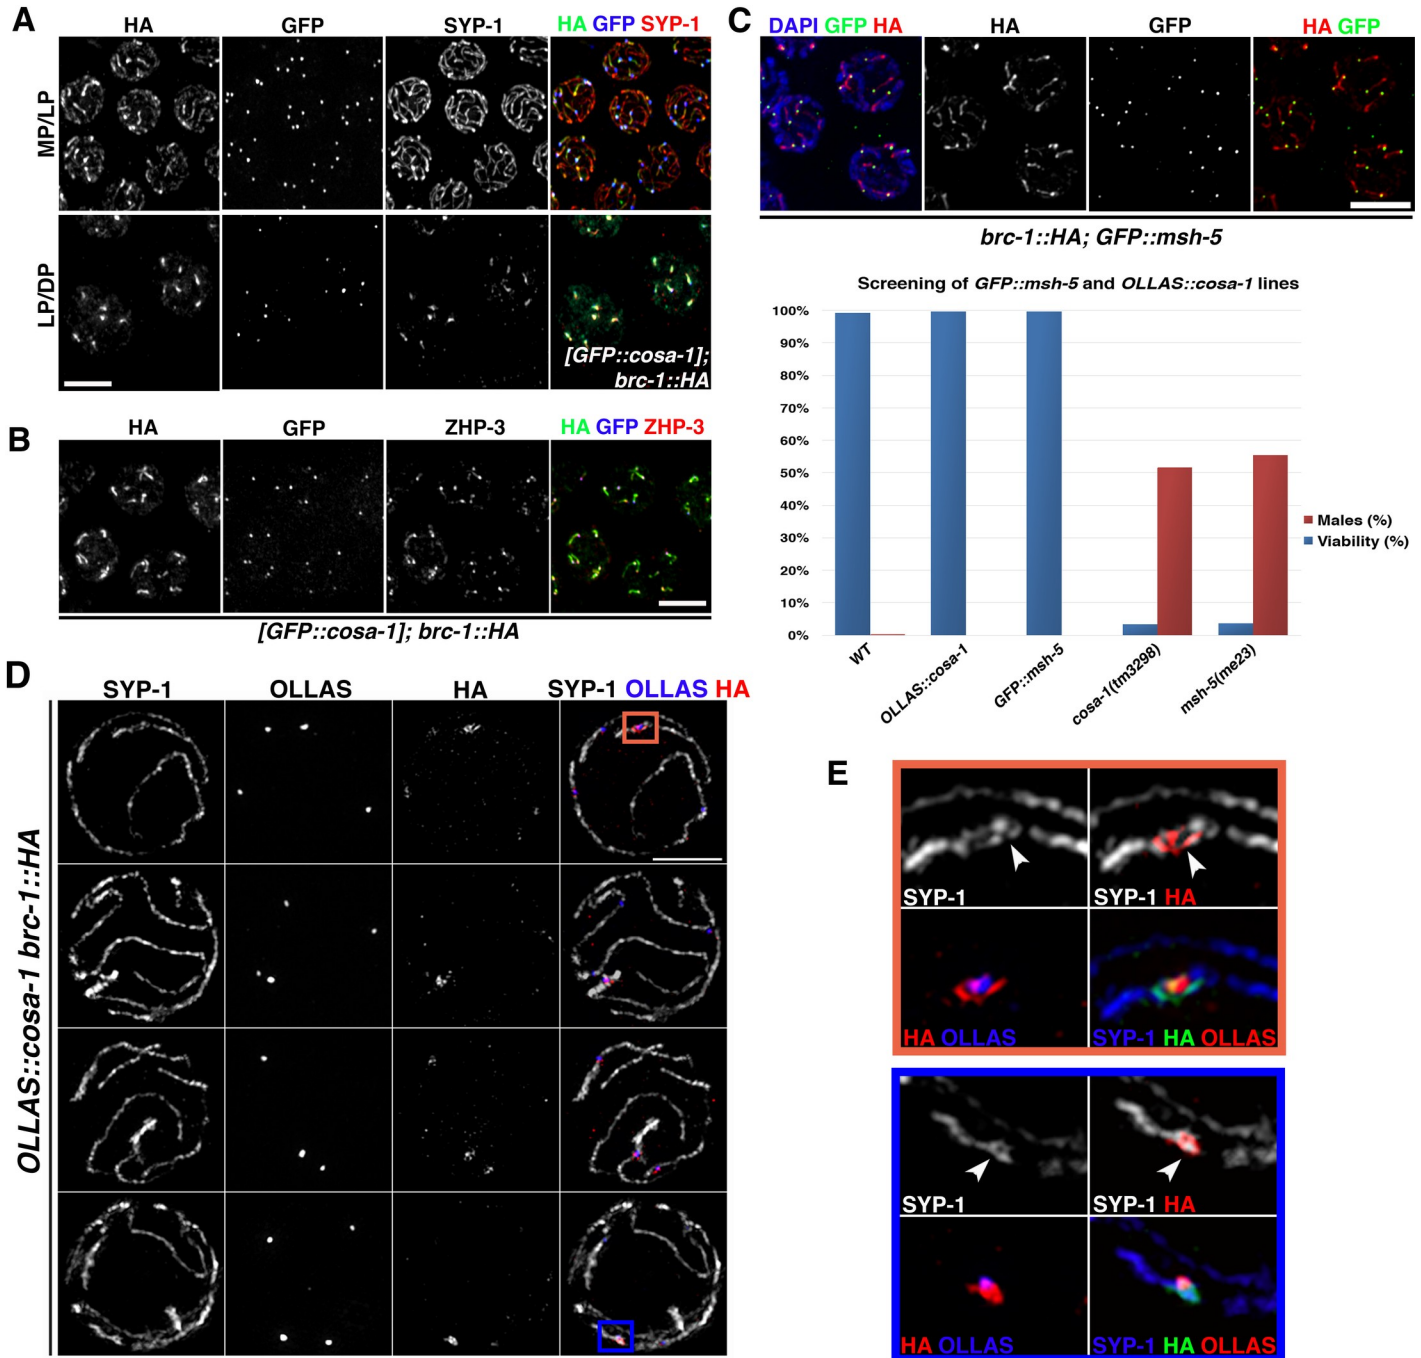 A
HA GFP SYP-1 HA GFP SYP-1
MP/LP
LP/DP
[GFP::cosa-1];
brc-1::HA
B
HA GFP ZHP-3 HA GFP ZHP-3
[GFP::cosa-1]; brc-1::HA
C
DAPI GFP HA HA GFP HA GFP
brc-1::HA; GFP::msh-5
Screening of GFP::msh-5 and OLLAS::cosa-1 lines
100%
90%
80%
70%
60%
50%
40%
30%
20%
10%
0%
Males (%)
Viability (%)
WT
OLLAS::cosa-1
GFP::msh-5
cosa-1(tm3298)
msh-5(me23)
D
SYP-1 OLLAS HA SYP-1 OLLAS HA
OLLAS::cosa-1 brc-1::HA
E
SYP-1
SYP-1 HA
HA OLLAS
SYP-1 HA OLLAS
SYP-1
SYP-1 HA
HA OLLAS
SYP-1 HA OLLAS